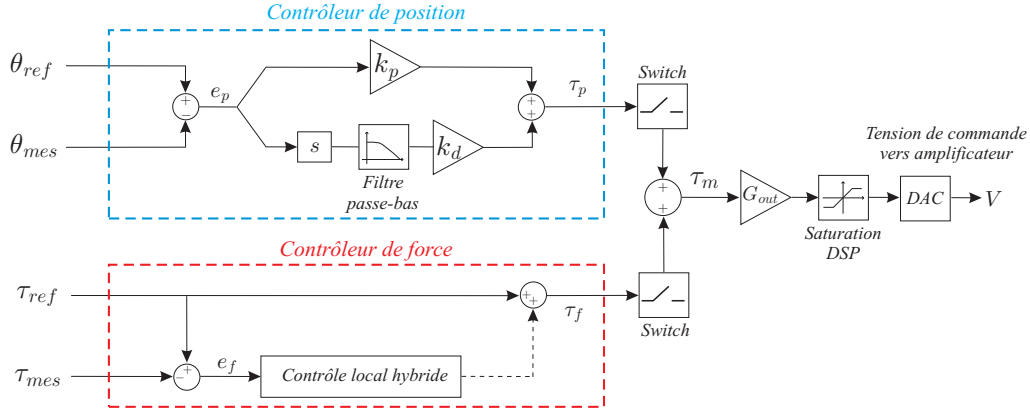 Contrôleur de position
θref
θmes
+
−
ep
kp
s
Filtre
passe-bas
kd
+
+
τp
Switch
+
+
τm
Gout
Saturation
DSP
Tension de commande
vers amplificateur
DAC
V
Contrôleur de force
τref
τmes
+
−
ef
Contrôle local hybride
+
+
τf
Switch